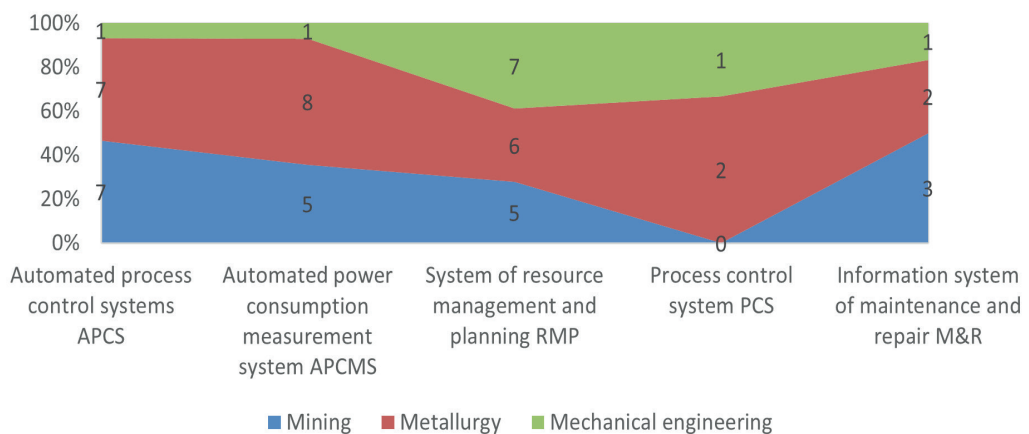 100%
80%
60%
40%
20%
0%
1 1 7 1 1
7 8 6 2 2
7 5 5 0 3
Automated process Automated power System of resource Process control Information system
control systems consumption management and system PCS of maintenance and
APCS measurement planning RMP repair M&R
system APCMS
Mining Metallurgy Mechanical engineering